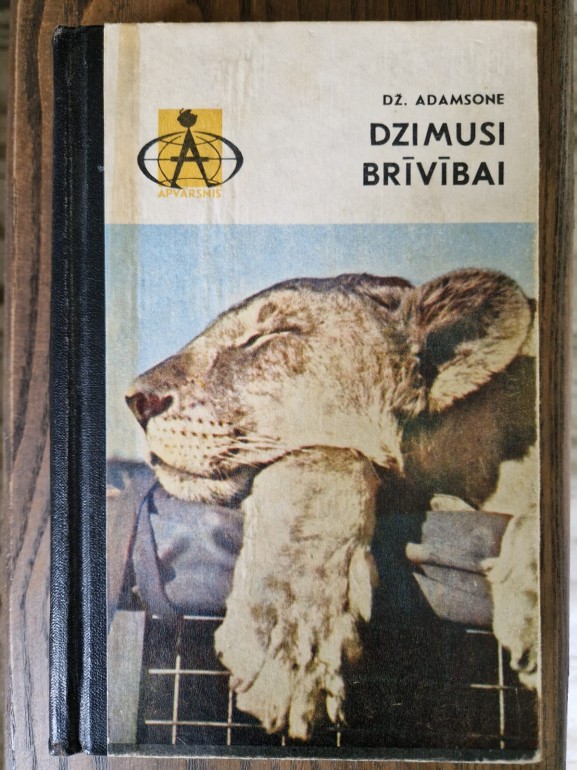 DŽ. ADAMSONE
DZIMUSI
BRĪVĪBAI
A
APVĀRSNIS